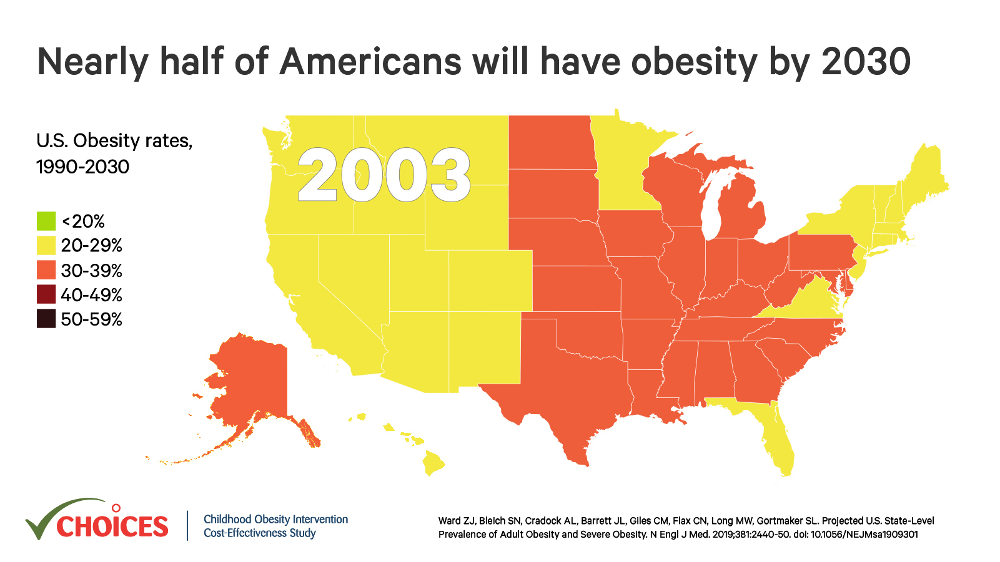 Nearly half of Americans will have obesity by 2030
U.S. Obesity rates,
1990-2030
2003
<20%
20-29%
30-39%
40-49%
50-59%
CHOICES
Childhood Obesity Intervention
Cost-Effectiveness Study
Ward ZJ, Bleich SN, Cradock AL, Barrett JL, Giles CM, Flax CN, Long MW, Gortmaker SL. Projected U.S. State-Level
Prevalence of Adult Obesity and Severe Obesity. N Engl J Med. 2019;381:2440-50. doi: 10.1056/NEJMsa1909301